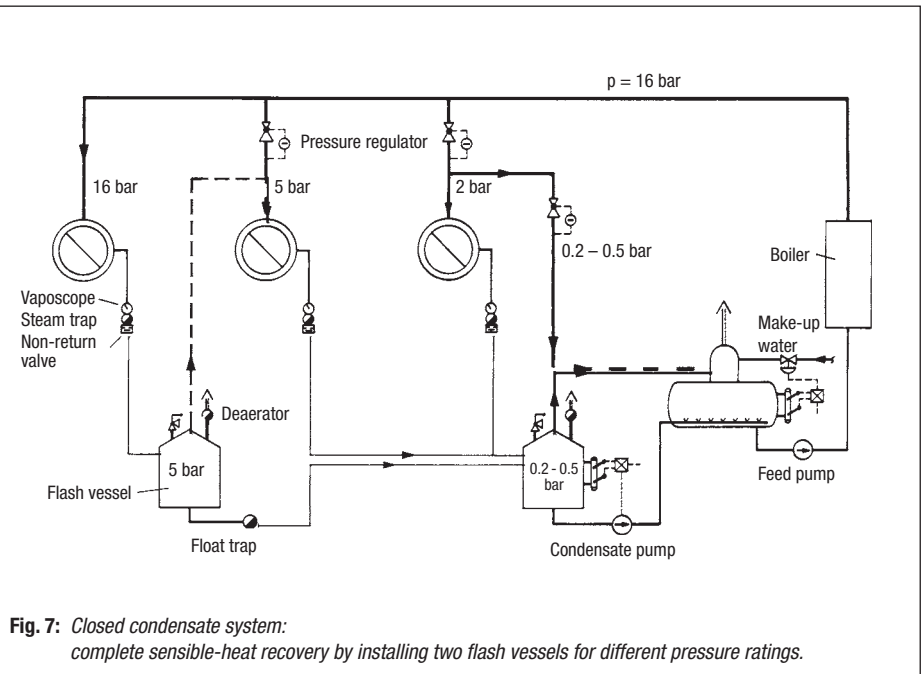 p = 16 bar
Pressure regulator
16 bar
5 bar
2 bar
0.2 – 0.5 bar
Boiler
Vaposcope
Steam trap
Non-return
valve
Make-up
water
Deaerator
5 bar
Flash vessel
0.2 - 0.5
bar
Feed pump
Float trap
Condensate pump
Fig. 7: Closed condensate system:
complete sensible-heat recovery by installing two flash vessels for different pressure ratings.